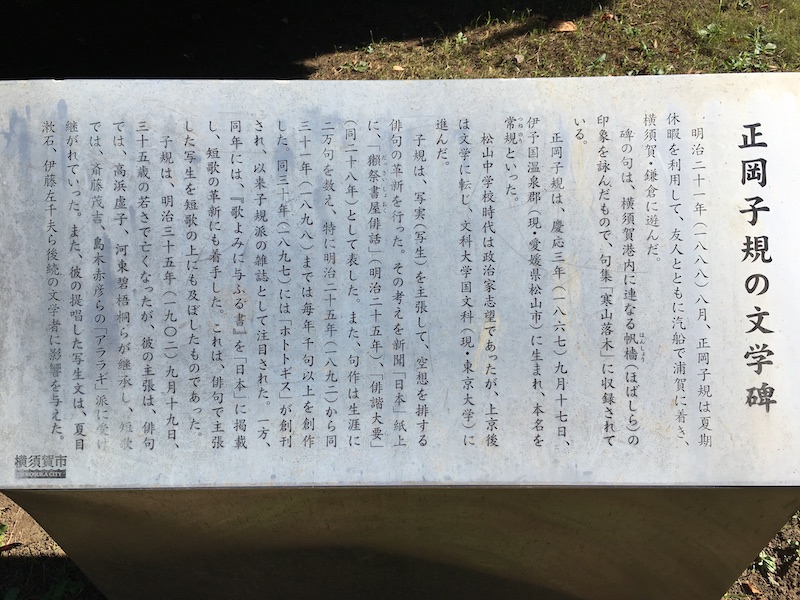 正岡子規の文学碑
明治二十一年（一八八八）八月、正岡子規は夏期
休暇を利用して、友人とともに汽船で浦賀に着き、
横須賀・鎌倉に遊んだ。
碑の句は、横須賀港内に連なる帆檣（ほばしら）の
はんしょう
印象を詠んだもので、句集「寒山落木」に収録されて
いる。
正岡子規は、慶応三年（一八六七）九月十七日、
伊予国温泉郡（現・愛媛県松山市）に生まれ、本名を
常規といった。
つねのり
松山中学校時代は政治家志望であったが、上京後
は文学に転じ、文科大学国文科（現・東京大学）に
進んだ。
子規は、写実（写生）を主張して、空想を排する
俳句の革新を行った。その考えを新聞「日本」紙上
に、「獺祭書屋俳話」（明治二十五年）、「俳諧大要」
だっさいしょおく
（同二十八年）として表した。また、句作は生涯に
二万句を数え、特に明治二十五年（一八九二）から同
三十一年（一八九八）までは毎年千句以上を創作
した。同三十年（一八九七）には「ホトトギス」が創刊
され、以来子規派の雑誌として注目された。一方、
同年には、『歌よみに与ふる書』を「日本」に掲載
し、短歌の革新にも着手した。これは、俳句で主張
した写生を短歌の上にも及ぼしたものであった。
子規は、明治三十五年（一九〇二）九月十九日、
三十五歳の若さで亡くなったが、彼の主張は、俳句
では、高浜虚子、河東碧梧桐らが継承し、短歌
では、斎藤茂吉、島木赤彦らの「アララギ」派に受け
継がれていった。また、彼の提唱した写生文は、夏目
漱石、伊藤左千夫ら後続の文学者に影響を与えた。
横須賀市
YOKOSUKA CITY